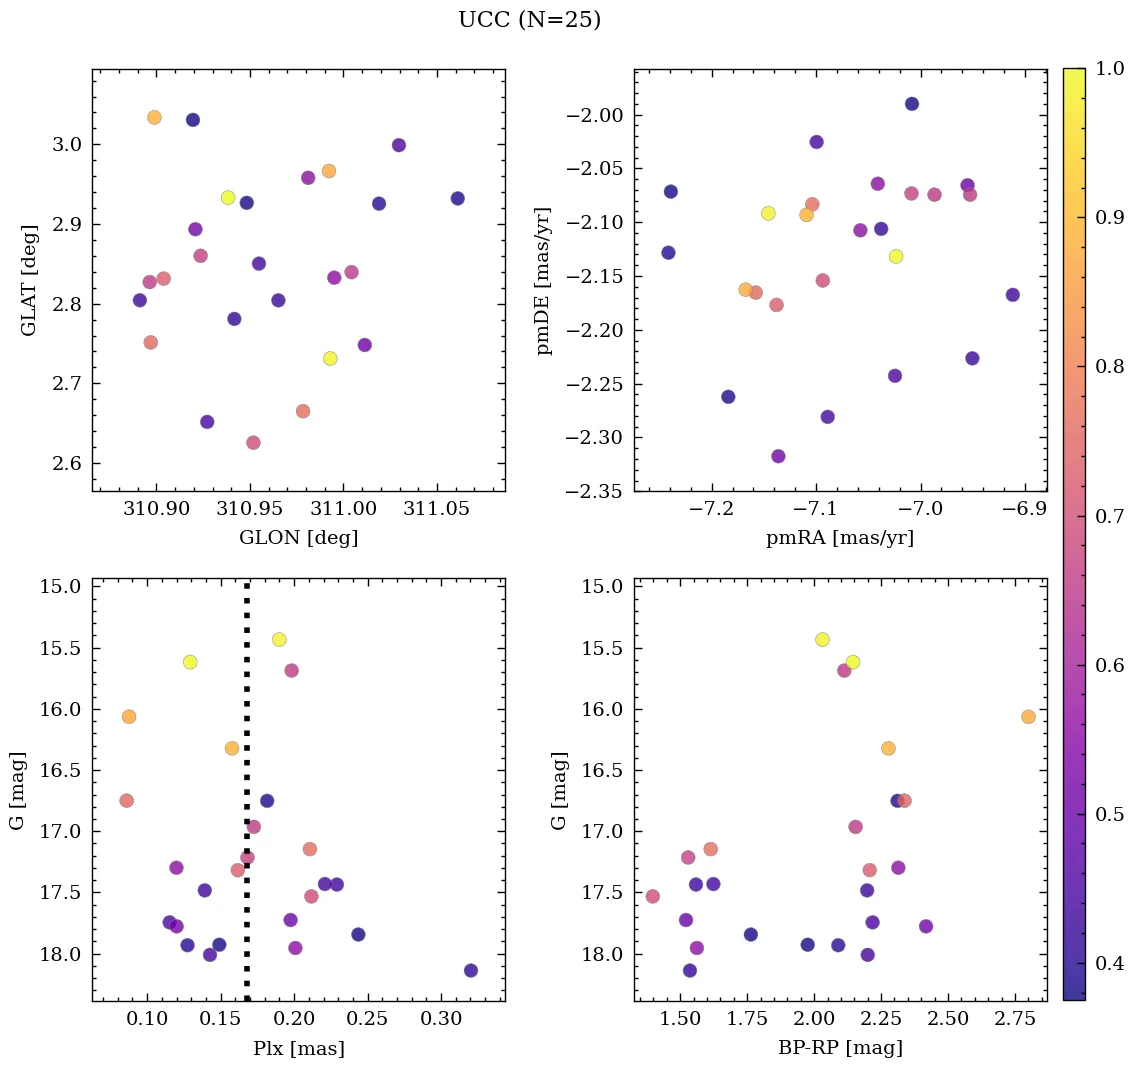 UCC (N=25)
3.0
2.9
2.8
2.7
2.6
GLAT [deg]
310.90 310.95 311.00 311.05
GLON [deg]
−2.00
−2.05
−2.10
−2.15
−2.20
−2.25
−2.30
−2.35
pmDE [mas/yr]
−7.2 −7.1 −7.0 −6.9
pmRA [mas/yr]
15.0
15.5
16.0
16.5
17.0
17.5
18.0
G [mag]
0.10 0.15 0.20 0.25 0.30
Plx [mas]
15.0
15.5
16.0
16.5
17.0
17.5
18.0
G [mag]
1.50 1.75 2.00 2.25 2.50 2.75
BP-RP [mag]
1.0
0.9
0.8
0.7
0.6
0.5
0.4